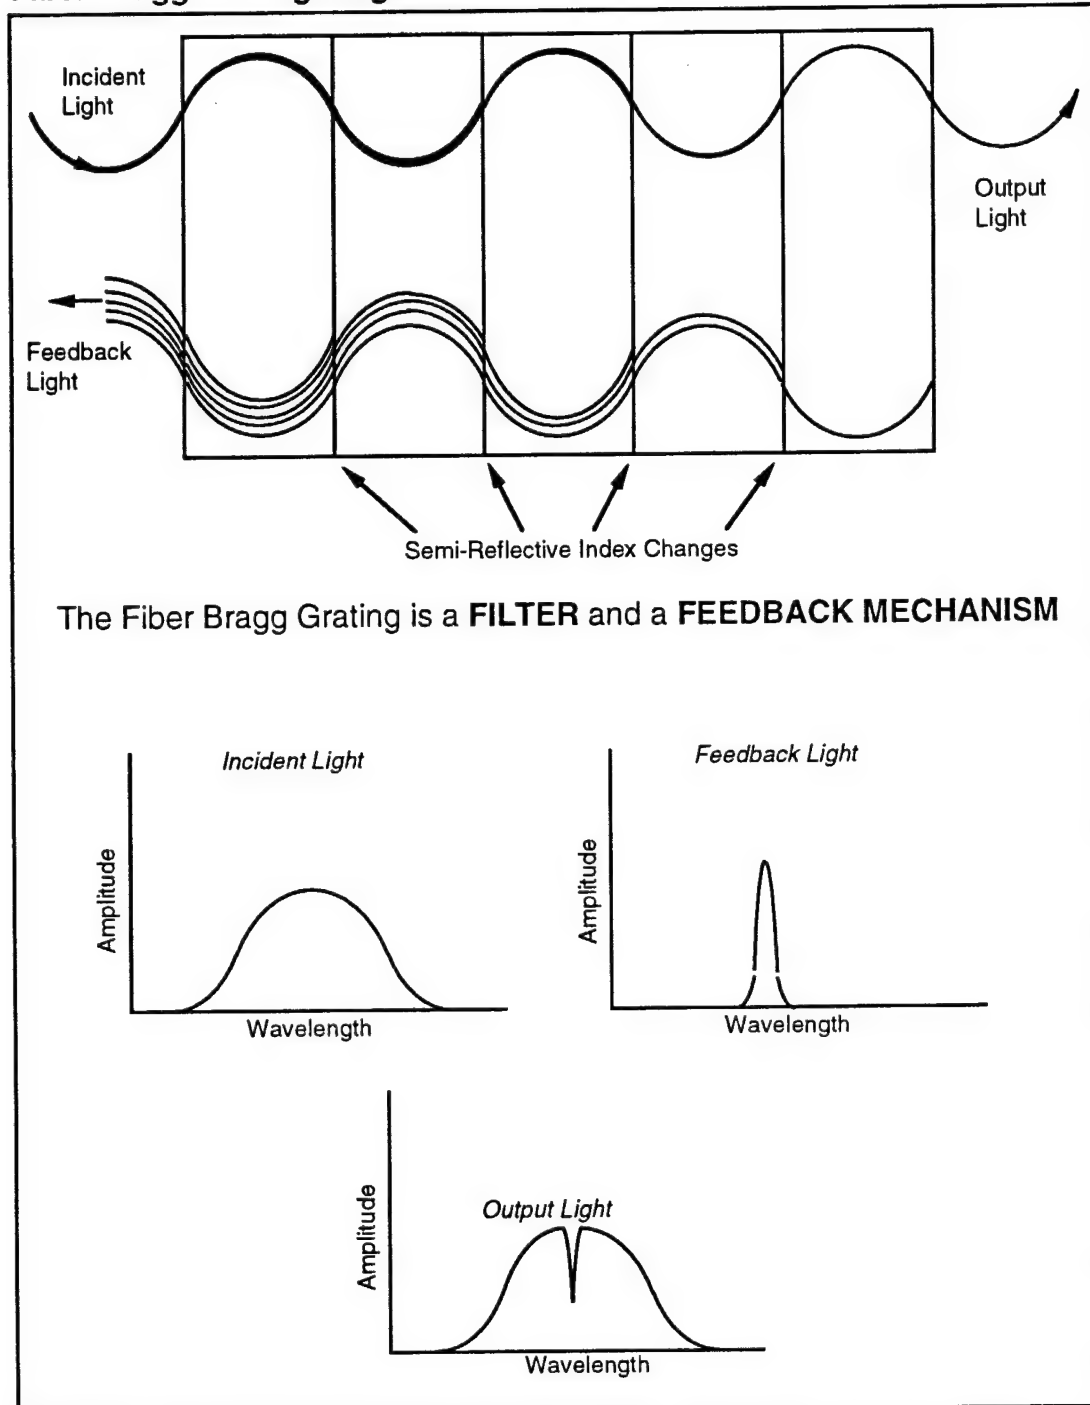 Incident
Light
Output
Light
Feedback
Light
Semi-Reflective Index Changes
The Fiber Bragg Grating is a FILTER and a FEEDBACK MECHANISM
Incident Light
Amplitude
Wavelength
Feedback Light
Amplitude
Wavelength
Output Light
Amplitude
Wavelength